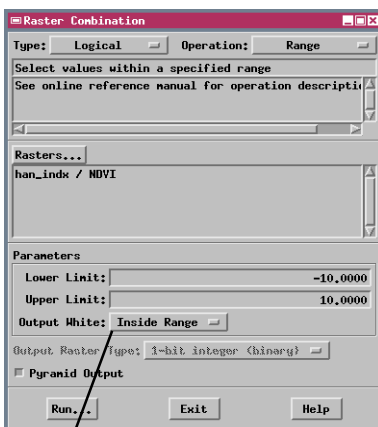 Raster Combination
Type: Logical Operation: Range
Select values within a specified range
See online reference manual for operation descripti
Rasters...
han_indx / NDVI
Parameters
Lower Limit: -10.0000
Upper Limit: 10.0000
Output White: Inside Range
Output Raster Type: 1-bit integer (binary)
Pyramid Output
Run... Exit Help